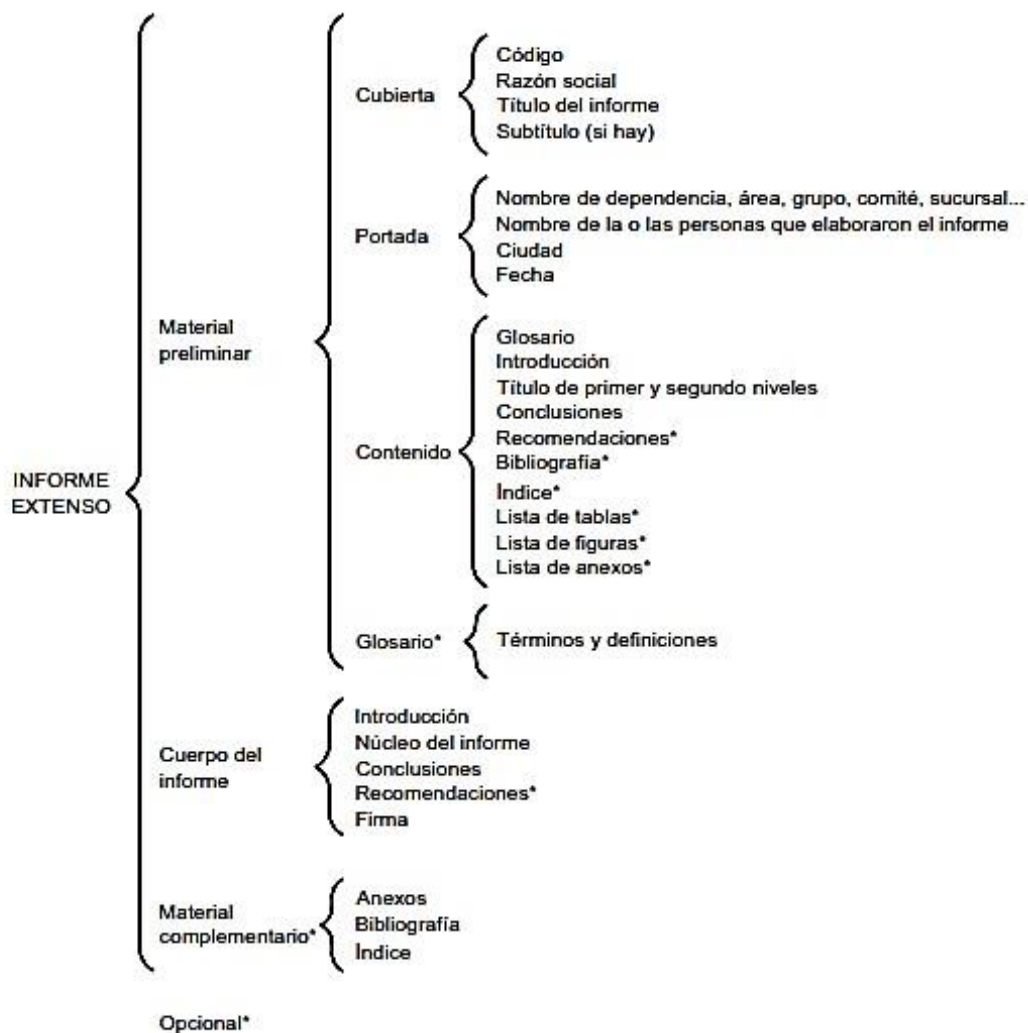 INFORME
EXTENSO
Material
preliminar
Cubierta
Código
Razón social
Título del informe
Subtítulo (si hay)
Portada
Nombre de dependencia, área, grupo, comité, sucursal...
Nombre de la o las personas que elaboraron el informe
Ciudad
Fecha
Contenido
Glosario
Introducción
Título de primer y segundo niveles
Conclusiones
Recomendaciones*
Bibliografía*
Índice*
Lista de tablas*
Lista de figuras*
Lista de anexos*
Glosario*
Términos y definiciones
Cuerpo del
informe
Introducción
Núcleo del informe
Conclusiones
Recomendaciones*
Firma
Material
complementario*
Anexos
Bibliografía
Índice
Opcional*